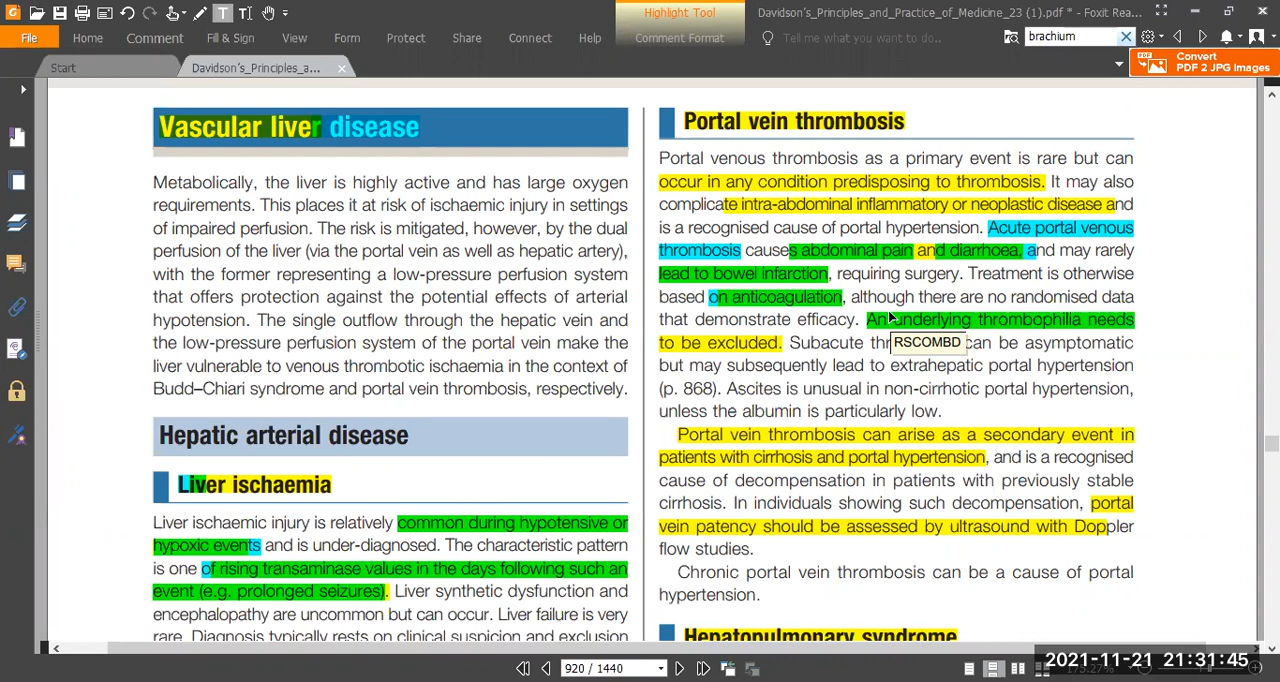 Highlight Tool
Davidson's_Principles_and_Practice_of_Medicine_23 (1).pdf * - Foxit Rea...
File
Home
Comment
Fill & Sign
View
Form
Protect
Share
Connect
Help
Comment Format
Tell me what you want to do..
brachium
Start
Davidson's_Principles_a...
Convert
PDF 2 JPG Images
Vascular liver disease
Metabolically, the liver is highly active and has large oxygen
requirements. This places it at risk of ischaemic injury in settings
of impaired perfusion. The risk is mitigated, however, by the dual
perfusion of the liver (via the portal vein as well as hepatic artery),
with the former representing a low-pressure perfusion system
that offers protection against the potential effects of arterial
hypotension. The single outflow through the hepatic vein and
the low-pressure perfusion system of the portal vein make the
liver vulnerable to venous thrombotic ischaemia in the context of
Budd–Chiari syndrome and portal vein thrombosis, respectively.
Hepatic arterial disease
Liver ischaemia
Liver ischaemic injury is relatively common during hypotensive or
hypoxic events and is under-diagnosed. The characteristic pattern
is one of rising transaminase values in the days following such an
event (e.g. prolonged seizures). Liver synthetic dysfunction and
encephalopathy are uncommon but can occur. Liver failure is very
rare. Diagnosis typically rests on clinical suspicion and exclusion
Portal vein thrombosis
Portal venous thrombosis as a primary event is rare but can
occur in any condition predisposing to thrombosis. It may also
complicate intra-abdominal inflammatory or neoplastic disease and
is a recognised cause of portal hypertension. Acute portal venous
thrombosis causes abdominal pain and diarrhoea, and may rarely
lead to bowel infarction, requiring surgery. Treatment is otherwise
based on anticoagulation, although there are no randomised data
that demonstrate efficacy. An underlying thrombophilia needs
to be excluded. Subacute thr RSCOMBD can be asymptomatic
but may subsequently lead to extrahepatic portal hypertension
(p. 868). Ascites is unusual in non-cirrhotic portal hypertension,
unless the albumin is particularly low.
Portal vein thrombosis can arise as a secondary event in
patients with cirrhosis and portal hypertension, and is a recognised
cause of decompensation in patients with previously stable
cirrhosis. In individuals showing such decompensation, portal
vein patency should be assessed by ultrasound with Doppler
flow studies.
Chronic portal vein thrombosis can be a cause of portal
hypertension.
Hepatopulmonary syndrome
920 / 1440
2021-11-21 21:31:45